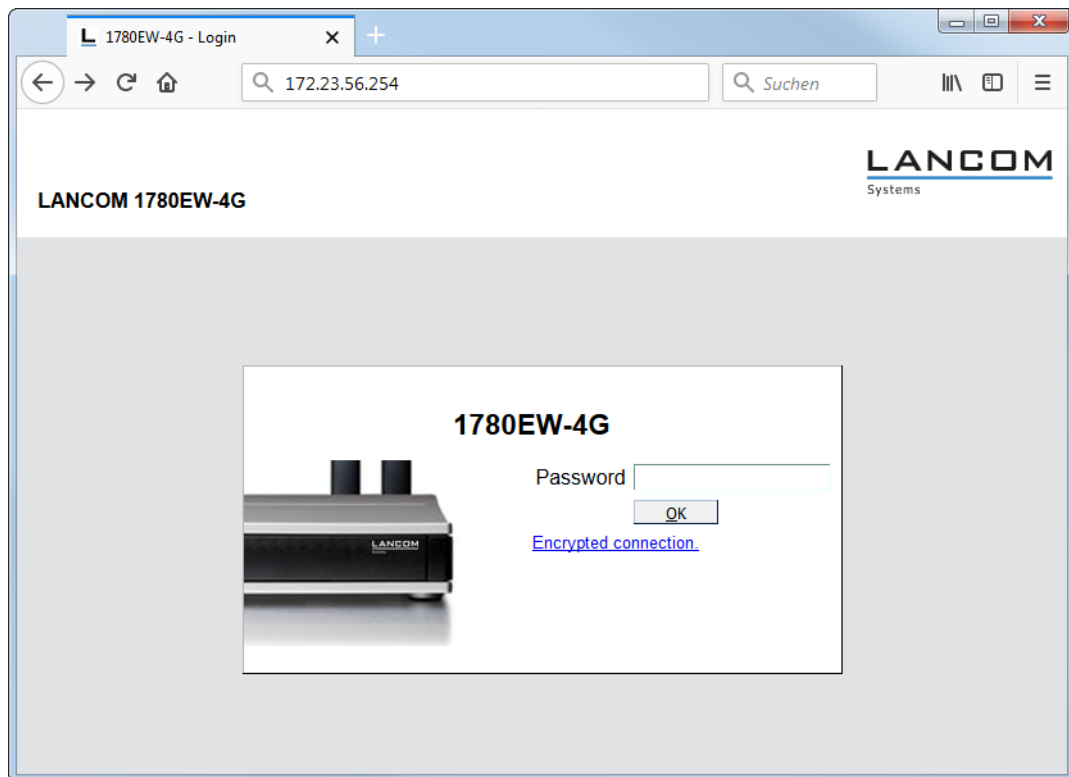 1780EW-4G - Login
172.23.56.254
Suchen
LANCOM
Systems
LANCOM 1780EW-4G
1780EW-4G
Password
LANCOM
OK
Encrypted connection.